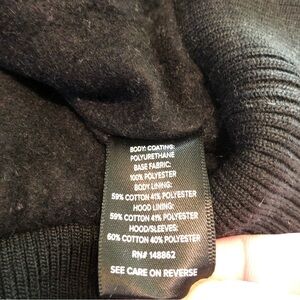 BODY: COATING:
POLYURETHANE
BASE FABRIC:
100% POLYESTER
BODY LINING:
59% COTTON 41% POLYESTER
HOOD LINING:
59% COTTON 41% POLYESTER
HOOD/SLEEVES:
60% COTTON 40% POLYESTER
RN# 148862
SEE CARE ON REVERSE